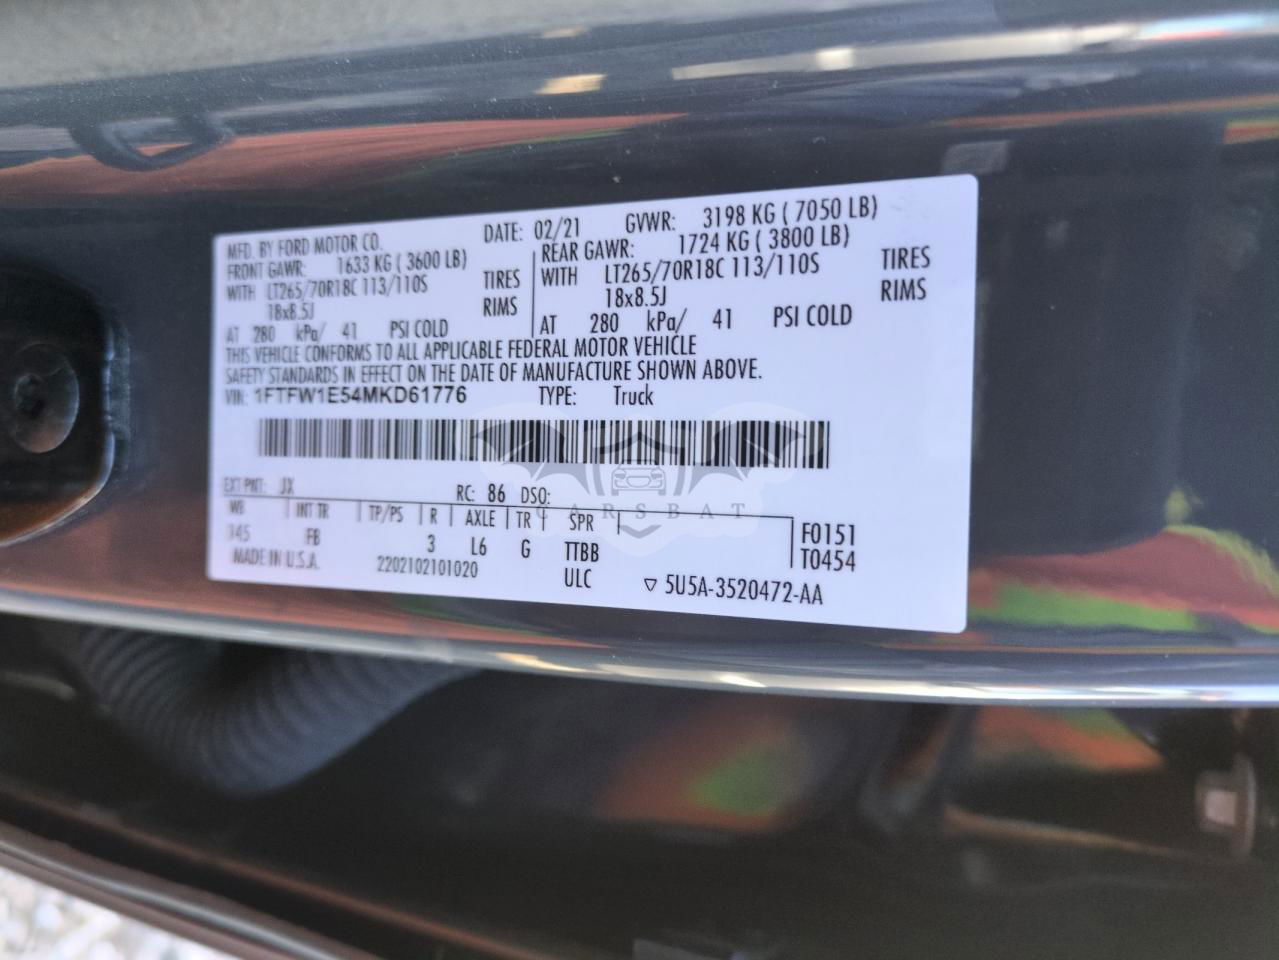 MFD. BY FORD MOTOR CO. DATE: 02/21 GVWR: 3198 KG ( 7050 LB)
FRONT GAWR: 1633 KG ( 3600 LB) REAR GAWR: 1724 KG ( 3800 LB)
WITH LT265/70R18C 113/110S TIRES WITH LT265/70R18C 113/110S TIRES
18x8.5J RIMS 18x8.5J RIMS
AT 280 kPa/ 41 PSI COLD AT 280 kPa/ 41 PSI COLD
THIS VEHICLE CONFORMS TO ALL APPLICABLE FEDERAL MOTOR VEHICLE
SAFETY STANDARDS IN EFFECT ON THE DATE OF MANUFACTURE SHOWN ABOVE.
VIN: 1FTFW1E54MKD61776 TYPE: Truck
EXT PNT: JX RC: 86 DSO:
CARSBAT
WB INT TR TP/PS R AXLE TR SPR F0151
145 FB 3 L6 G TTBB T0454
MADE IN U.S.A. 2202102101020 ULC ▽ 5U5A-3520472-AA